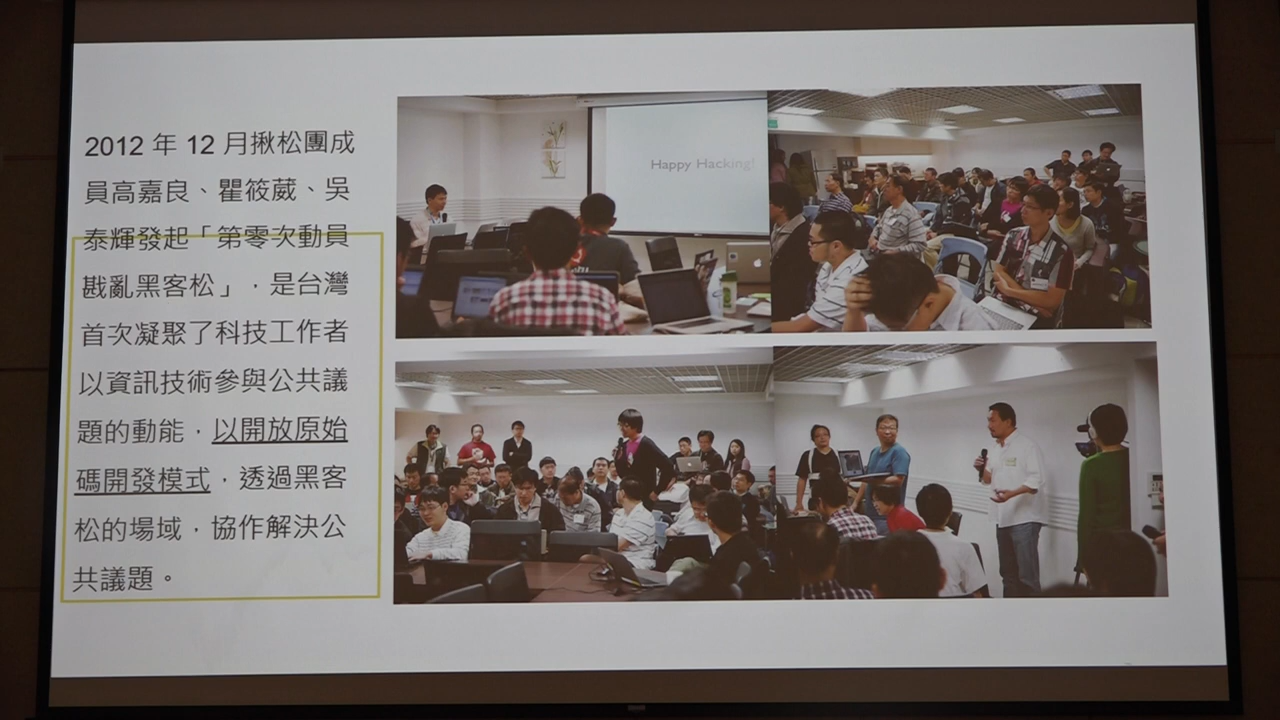 2012 年 12 月揪松團成
員高嘉良、瞿筱葳、吳
泰輝發起「第零次動員
戡亂黑客松」，是台灣
首次凝聚了科技工作者
以資訊技術參與公共議
題的動能，以開放原始
碼開發模式，透過黑客
松的場域，協作解決公
共議題。
Happy Hacking!